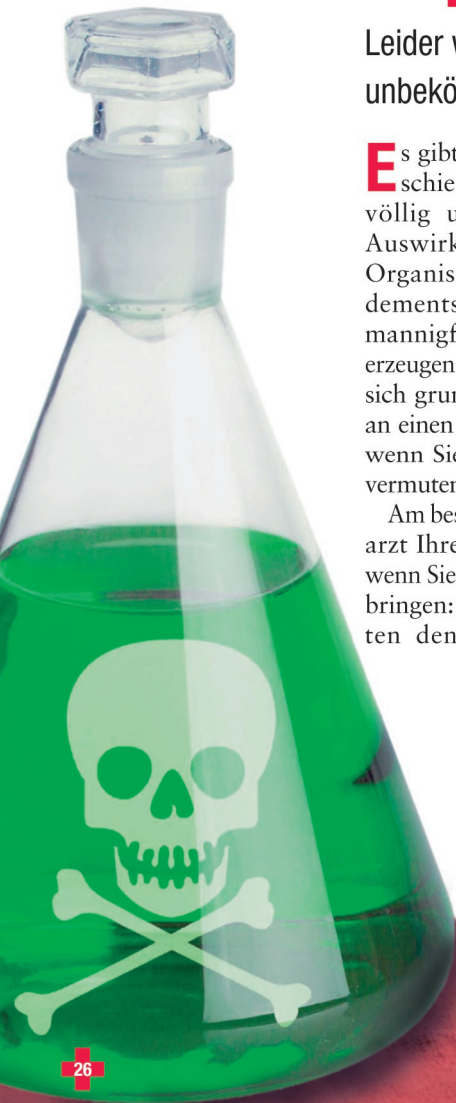 Leider
unbekö
Es gibt
schie
völlig u
Auswirk
Organis
dements
mannigf
erzeugen
sich grun
an einen
wenn Sie
vermuten
Am bes
arzt Ihre
wenn Sie
bringen:
ten den
26